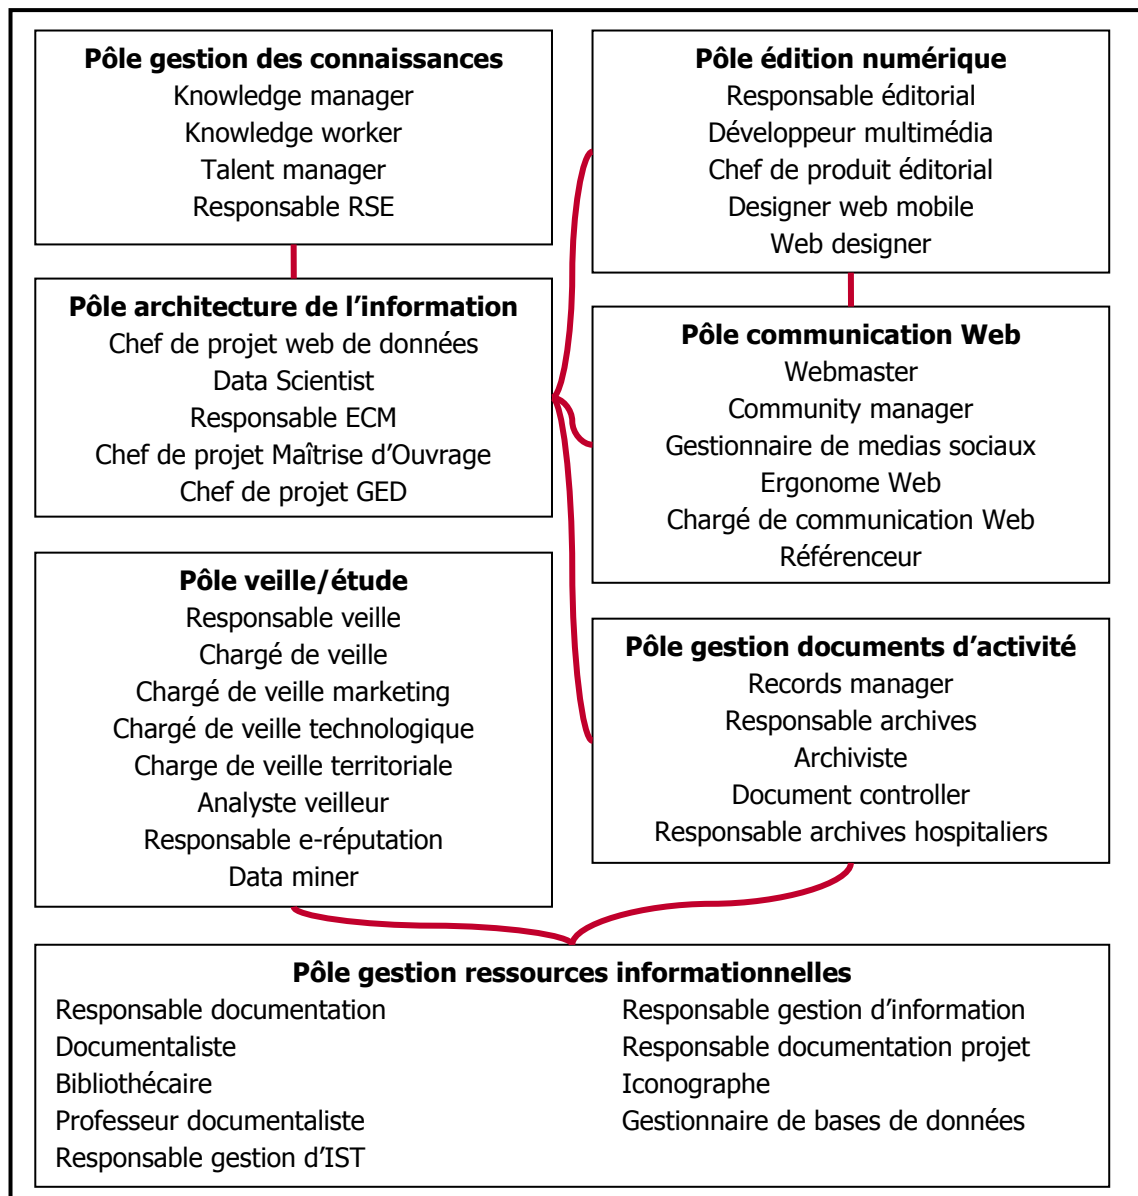 Pôle gestion des connaissances
Knowledge manager
Knowledge worker
Talent manager
Responsable RSE
Pôle architecture de l’information
Chef de projet web de données
Data Scientist
Responsable ECM
Chef de projet Maîtrise d’Ouvrage
Chef de projet GED
Pôle veille/étude
Responsable veille
Chargé de veille
Chargé de veille marketing
Chargé de veille technologique
Charge de veille territoriale
Analyste veilleur
Responsable e-réputation
Data miner
Pôle édition numérique
Responsable éditorial
Développeur multimédia
Chef de produit éditorial
Designer web mobile
Web designer
Pôle communication Web
Webmaster
Community manager
Gestionnaire de medias sociaux
Ergonome Web
Chargé de communication Web
Référenceur
Pôle gestion documents d’activité
Records manager
Responsable archives
Archiviste
Document controller
Responsable archives hospitaliers
Pôle gestion ressources informationnelles
Responsable documentation
Documentaliste
Bibliothécaire
Professeur documentaliste
Responsable gestion d’IST
Responsable gestion d’information
Responsable documentation projet
Iconographe
Gestionnaire de bases de données